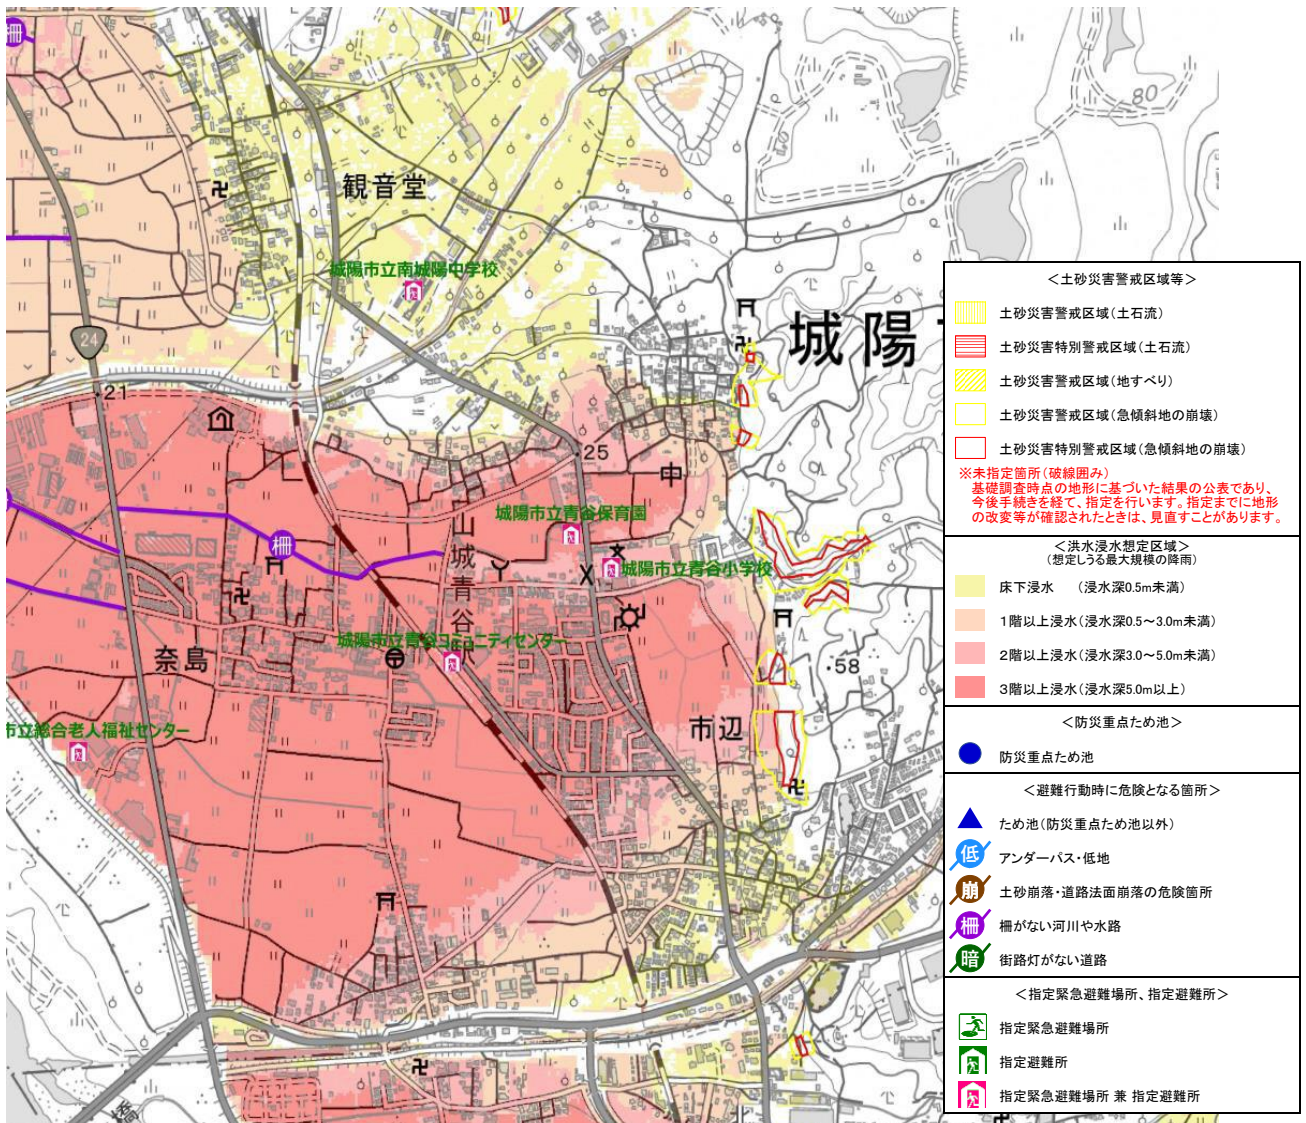 柵
80
観音堂
城陽市立南城陽中学校
24
城陽
21
25
中
山城青谷
城陽市立青谷保育園
柵
城陽市立青谷小学校
城陽市立青谷コミュニティセンター
奈島
58
市立総合老人福祉センター
市辺
橋
＜土砂災害警戒区域等＞
土砂災害警戒区域（土石流）
土砂災害特別警戒区域（土石流）
土砂災害警戒区域（地すべり）
土砂災害警戒区域（急傾斜地の崩壊）
土砂災害特別警戒区域（急傾斜地の崩壊）
※未指定箇所（破線囲み）
基礎調査時点の地形に基づいた結果の公表であり、
今後手続きを経て、指定を行います。指定までに地形
の改変等が確認されたときは、見直すことがあります。
＜洪水浸水想定区域＞
（想定しうる最大規模の降雨）
床下浸水　（浸水深0.5m未満）
1階以上浸水（浸水深0.5～3.0m未満）
2階以上浸水（浸水深3.0～5.0m未満）
3階以上浸水（浸水深5.0m以上）
＜防災重点ため池＞
防災重点ため池
＜避難行動時に危険となる箇所＞
ため池（防災重点ため池以外）
低 アンダーパス・低地
崩 土砂崩落・道路法面崩落の危険箇所
柵 柵がない河川や水路
暗 街路灯がない道路
＜指定緊急避難場所、指定避難所＞
指定緊急避難場所
指定避難所
指定緊急避難場所 兼 指定避難所